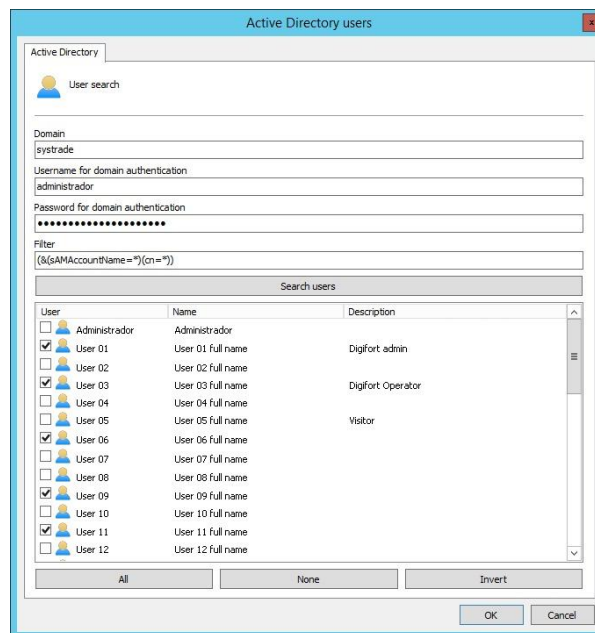 Active Directory users
x
Active Directory
User search
Domain
systrade
Username for domain authentication
administrador
Password for domain authentication
●●●●●●●●●●●●●●●●●●●●●●
Filter
(&(sAMAccountName=*)(cn=*))
Search users
User Name Description
Administrador Administrador
User 01 User 01 full name Digifort admin
User 02 User 02 full name
User 03 User 03 full name Digifort Operator
User 04 User 04 full name
User 05 User 05 full name Visitor
User 06 User 06 full name
User 07 User 07 full name
User 08 User 08 full name
User 09 User 09 full name
User 10 User 10 full name
User 11 User 11 full name
User 12 User 12 full name
All None Invert
OK Cancel